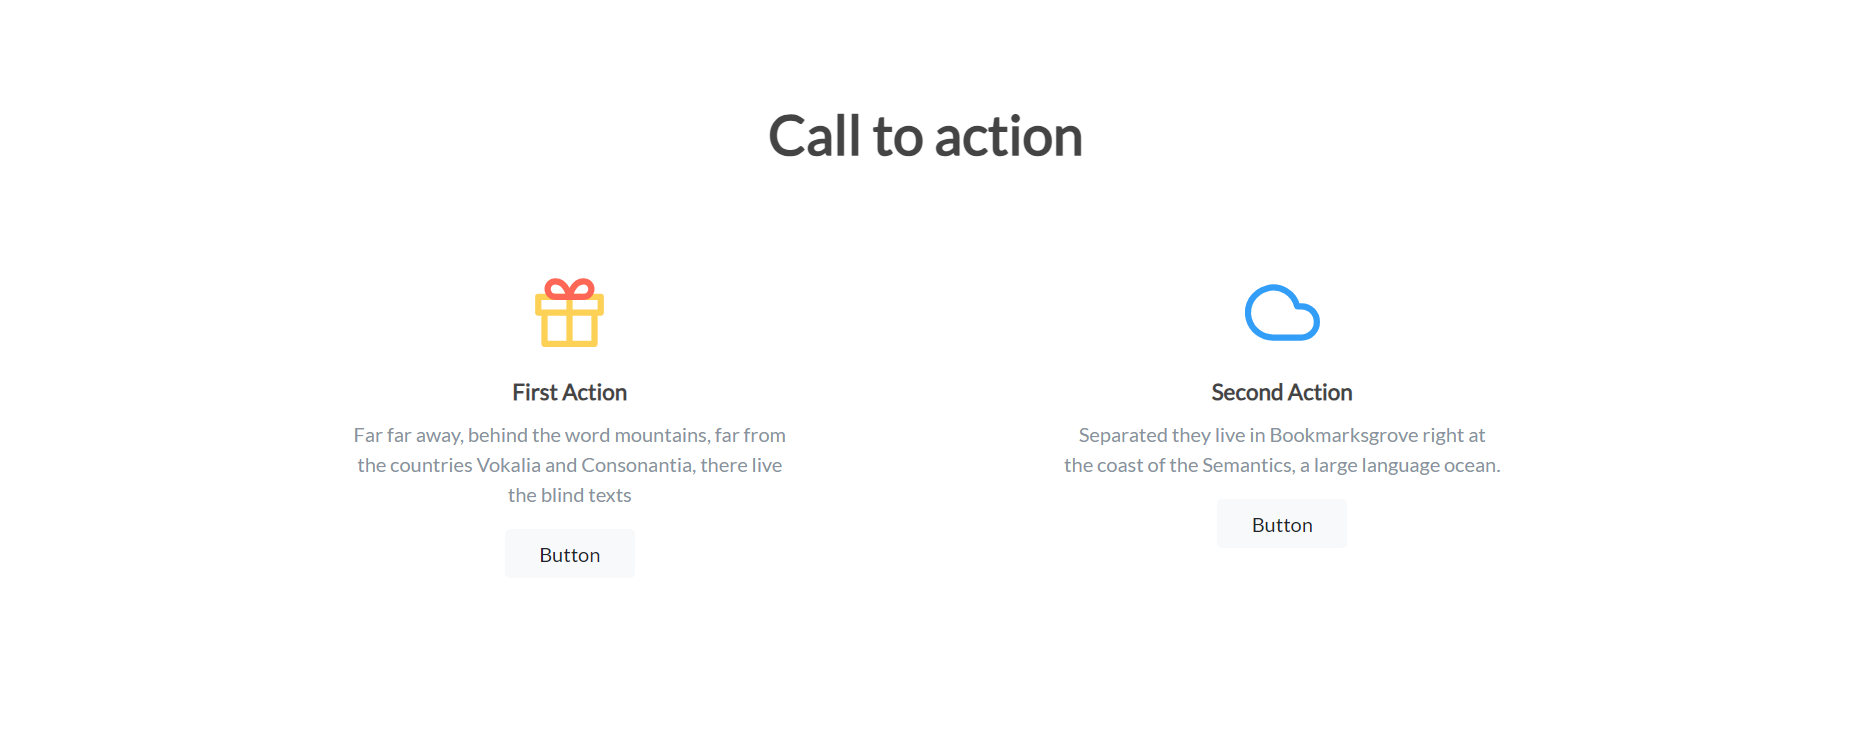 Call to action
First Action
Far far away, behind the word mountains, far from
the countries Vokalia and Consonantia, there live
the blind texts
Button
Second Action
Separated they live in Bookmarksgrove right at
the coast of the Semantics, a large language ocean.
Button